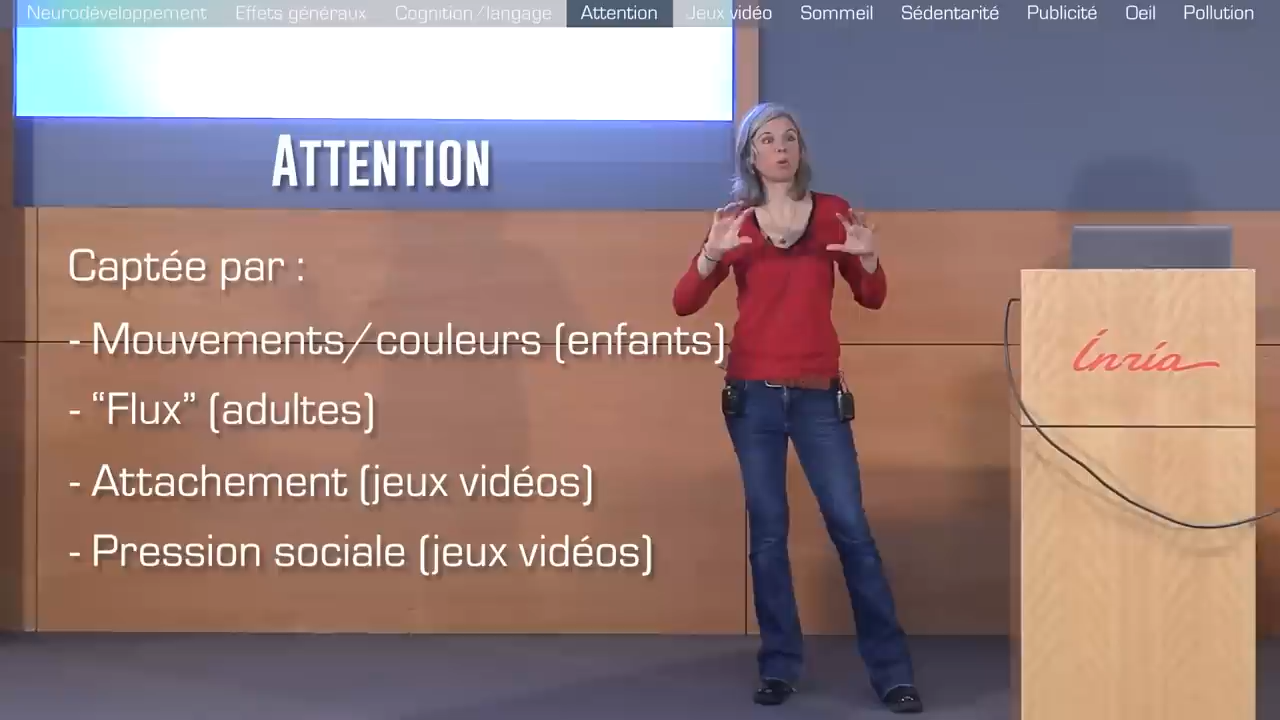 Neurodéveloppement Effets généraux Cognition/langage Attention Jeux vidéo Sommeil Sédentarité Publicité Oeil Pollution
ATTENTION
Captée par :
- Mouvements/couleurs (enfants)
- “Flux” (adultes)
- Attachement (jeux vidéos)
- Pression sociale (jeux vidéos)
Inria